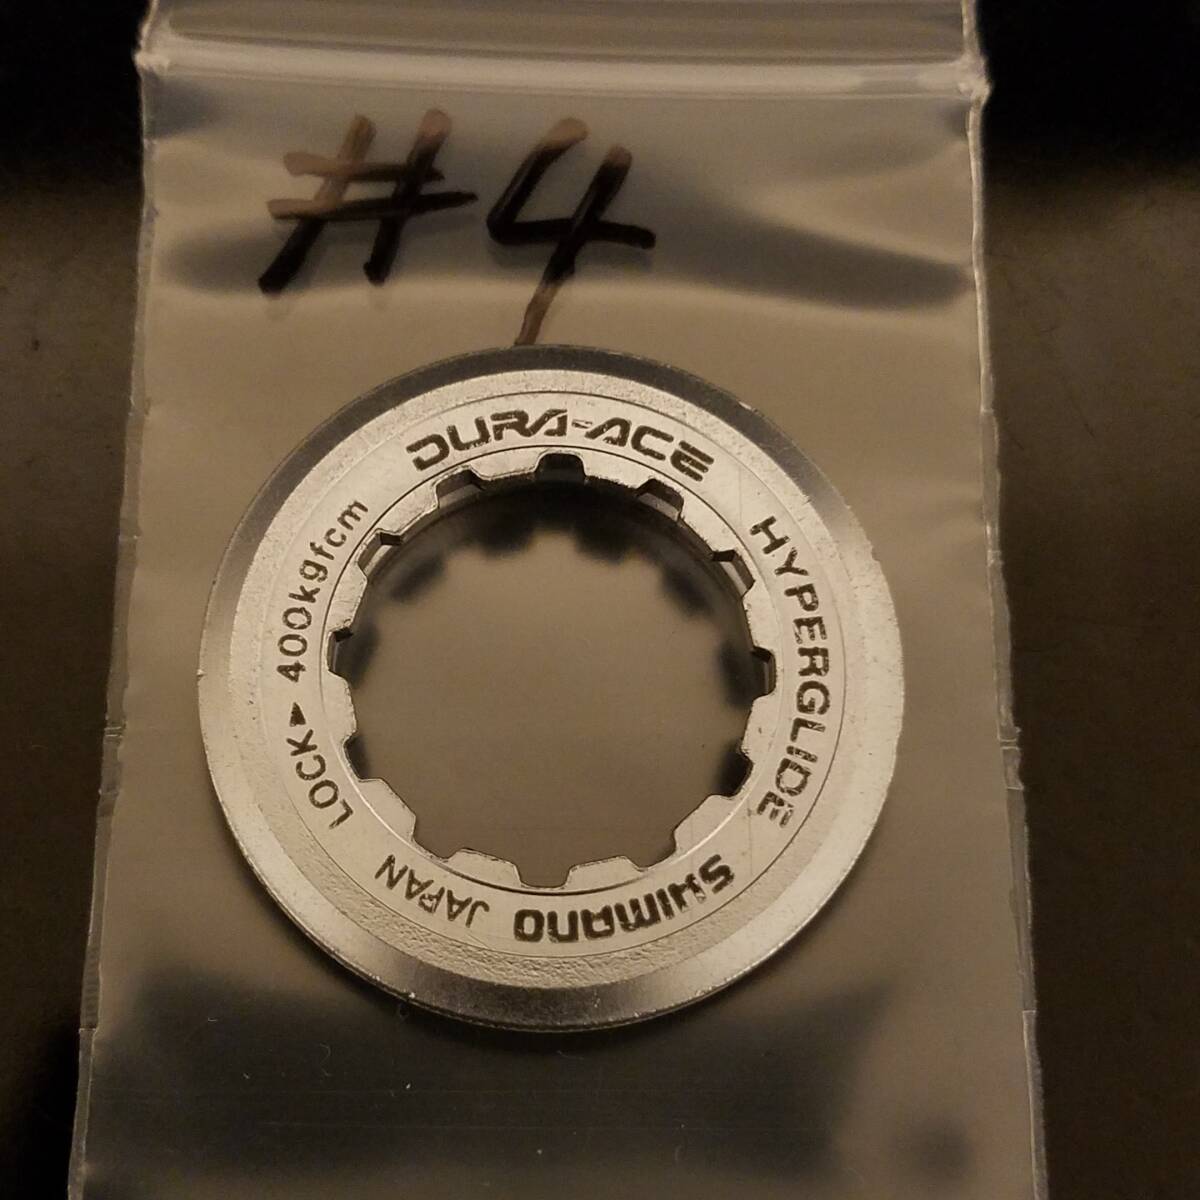 #4
DURA-ACE
HYPERGLIDE
SHIMANO JAPAN
LOCK▶ 400kgfcm